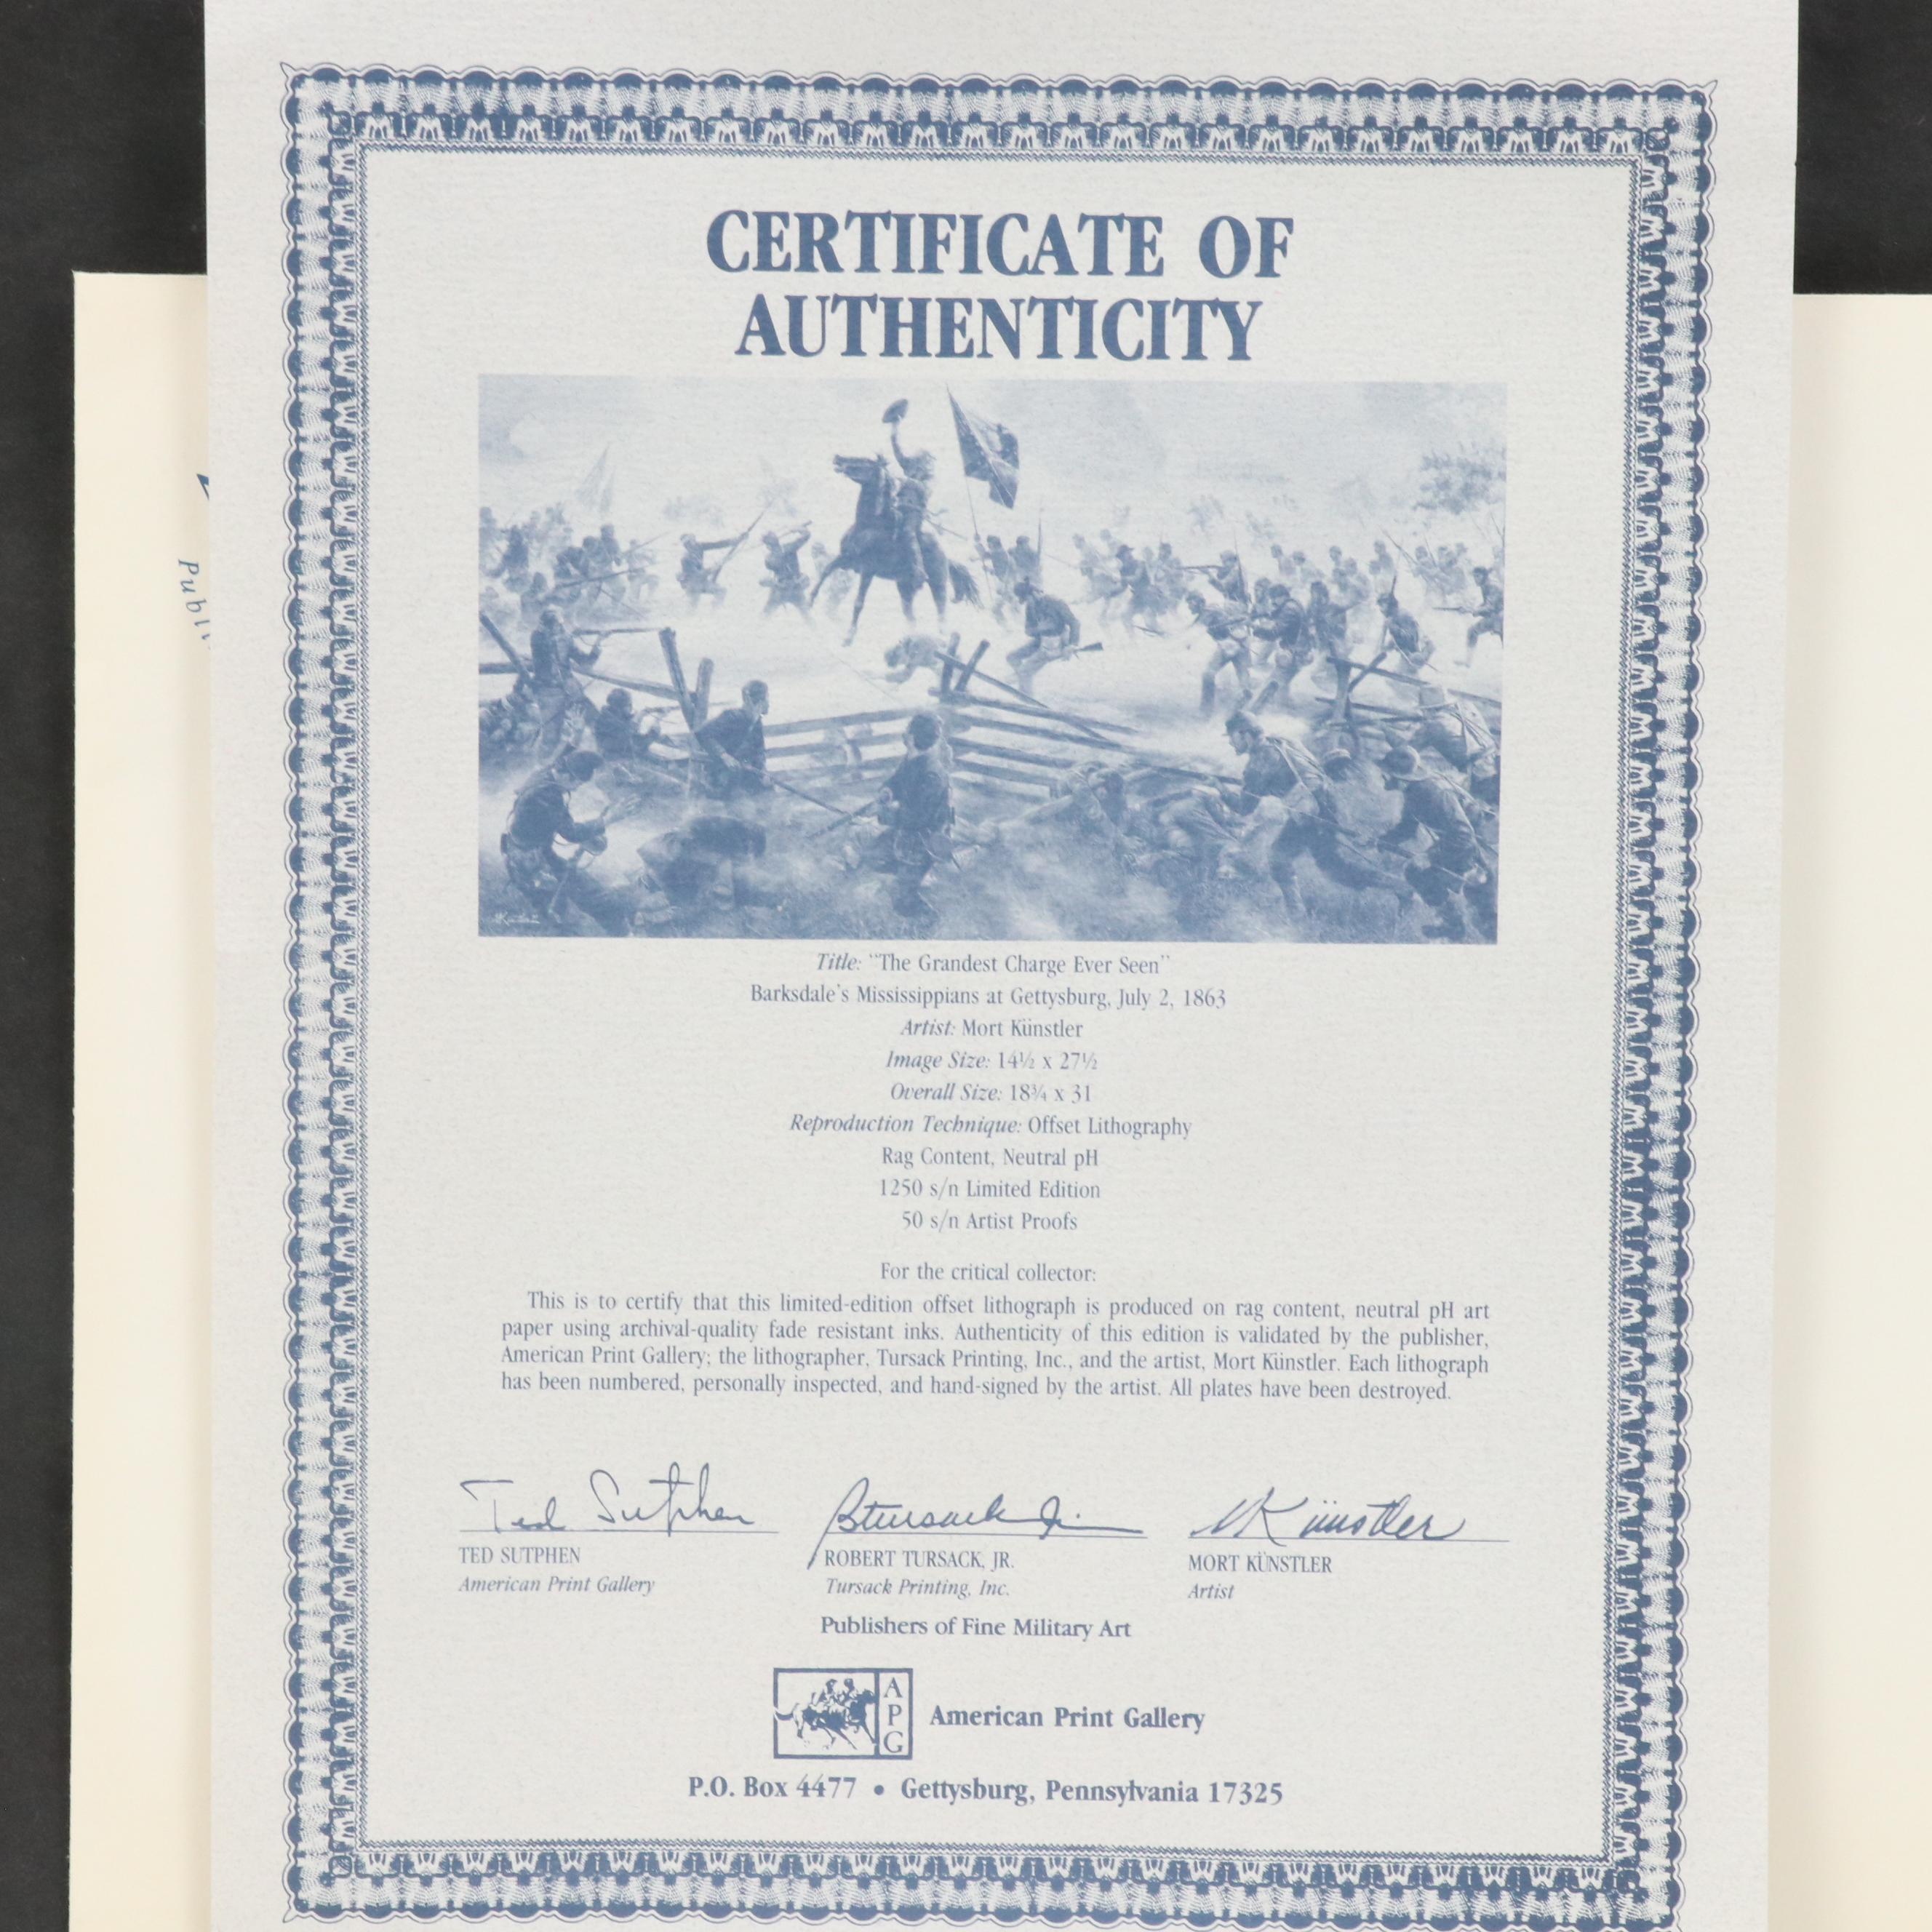 CERTIFICATE OF
AUTHENTICITY
MKünstler
Title: "The Grandest Charge Ever Seen"
Barksdale's Mississippians at Gettysburg, July 2, 1863
Artist: Mort Künstler
Image Size: 14½ x 27½
Overall Size: 18¾ x 31
Reproduction Technique: Offset Lithography
Rag Content, Neutral pH
1250 s/n Limited Edition
50 s/n Artist Proofs
For the critical collector:
This is to certify that this limited-edition offset lithograph is produced on rag content, neutral pH art
paper using archival-quality fade resistant inks. Authenticity of this edition is validated by the publisher,
American Print Gallery; the lithographer, Tursack Printing, Inc., and the artist, Mort Künstler. Each lithograph
has been numbered, personally inspected, and hand-signed by the artist. All plates have been destroyed.
Ted Sutphen RTursack Jr. MKünstler
TED SUTPHEN ROBERT TURSACK, JR. MORT KÜNSTLER
American Print Gallery Tursack Printing, Inc. Artist
Publishers of Fine Military Art
APG American Print Gallery
P.O. Box 4477 • Gettysburg, Pennsylvania 17325